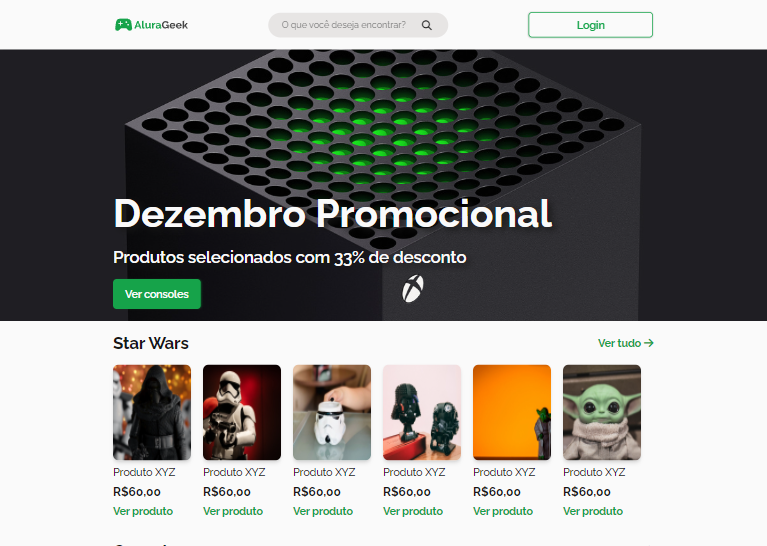 AluraGeek
O que você deseja encontrar?
Login
Dezembro Promocional
Produtos selecionados com 33% de desconto
Ver consoles
Star Wars
Ver tudo →
Produto XYZ
R$60,00
Ver produto
Produto XYZ
R$60,00
Ver produto
Produto XYZ
R$60,00
Ver produto
Produto XYZ
R$60,00
Ver produto
Produto XYZ
R$60,00
Ver produto
Produto XYZ
R$60,00
Ver produto